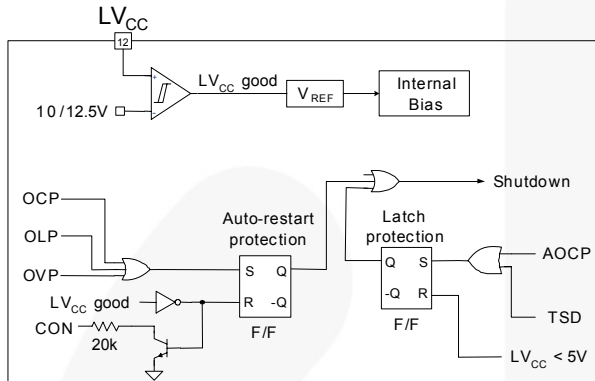 LVCC
12
LVCC good
10/12.5V
VREF
Internal
Bias
Shutdown
OCP
OLP
OVP
Auto-restart
protection
Latch
protection
S Q
R -Q
F/F
Q S
-Q R
F/F
AOCP
TSD
LVCC good
CON
20k
LVCC < 5V